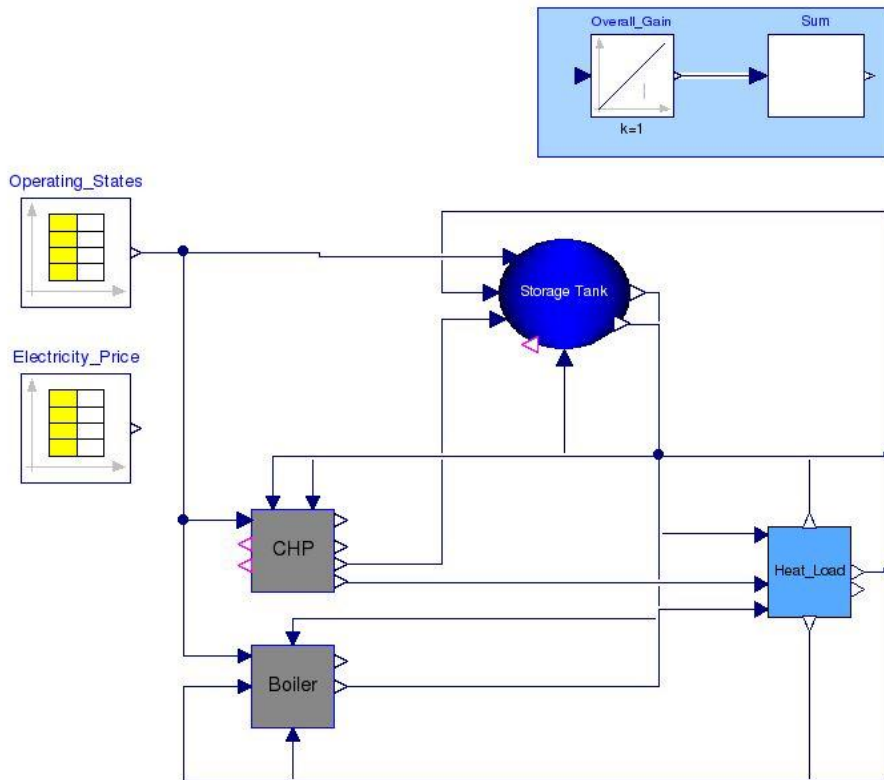 Overall_Gain
Sum
k=1
Operating_States
Storage Tank
Electricity_Price
CHP
Heat_Load
Boiler